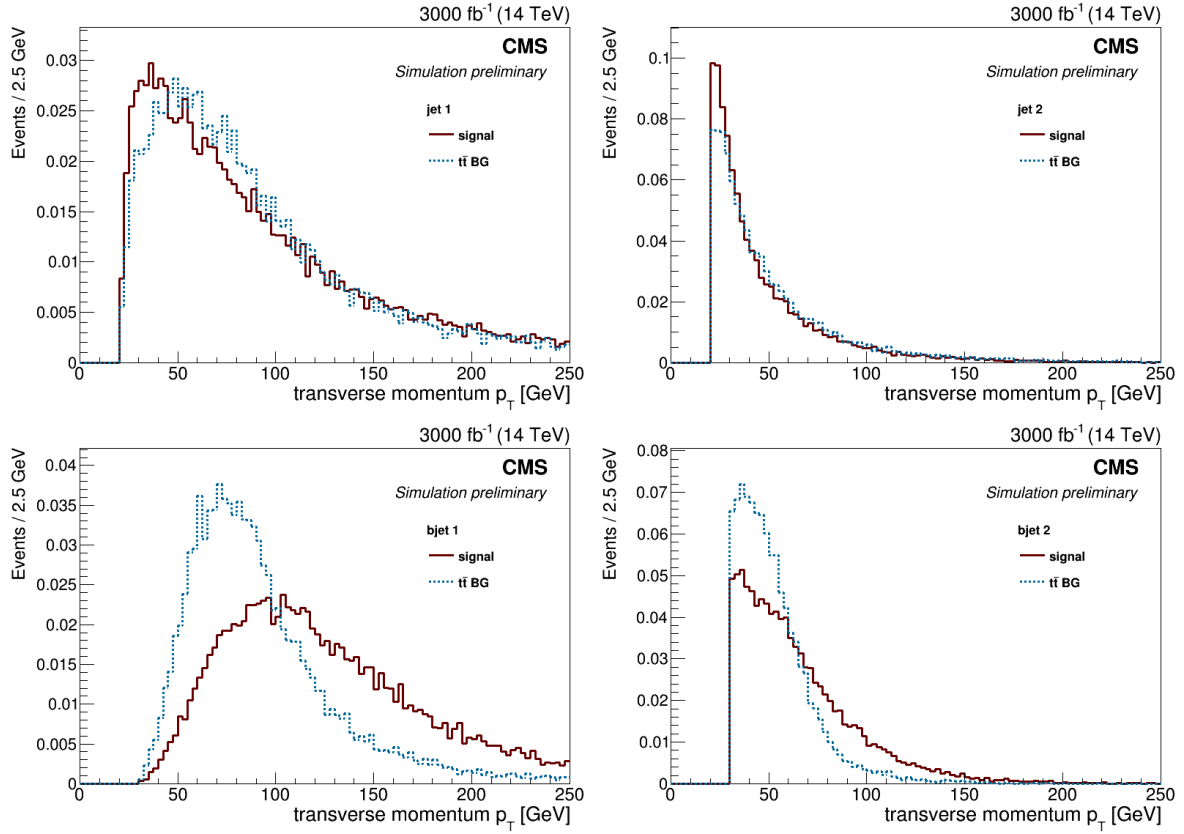 3000 fb⁻¹ (14 TeV)
Events / 2.5 GeV
CMS
Simulation preliminary
jet 1
signal
tt̄ BG
0.03
0.025
0.02
0.015
0.01
0.005
0
0 50 100 150 200 250
transverse momentum p_T [GeV]
3000 fb⁻¹ (14 TeV)
Events / 2.5 GeV
CMS
Simulation preliminary
jet 2
signal
tt̄ BG
0.1
0.08
0.06
0.04
0.02
0
0 50 100 150 200 250
transverse momentum p_T [GeV]
3000 fb⁻¹ (14 TeV)
Events / 2.5 GeV
CMS
Simulation preliminary
bjet 1
signal
tt̄ BG
0.04
0.035
0.03
0.025
0.02
0.015
0.01
0.005
0
0 50 100 150 200 250
transverse momentum p_T [GeV]
3000 fb⁻¹ (14 TeV)
Events / 2.5 GeV
CMS
Simulation preliminary
bjet 2
signal
tt̄ BG
0.08
0.07
0.06
0.05
0.04
0.03
0.02
0.01
0
0 50 100 150 200 250
transverse momentum p_T [GeV]